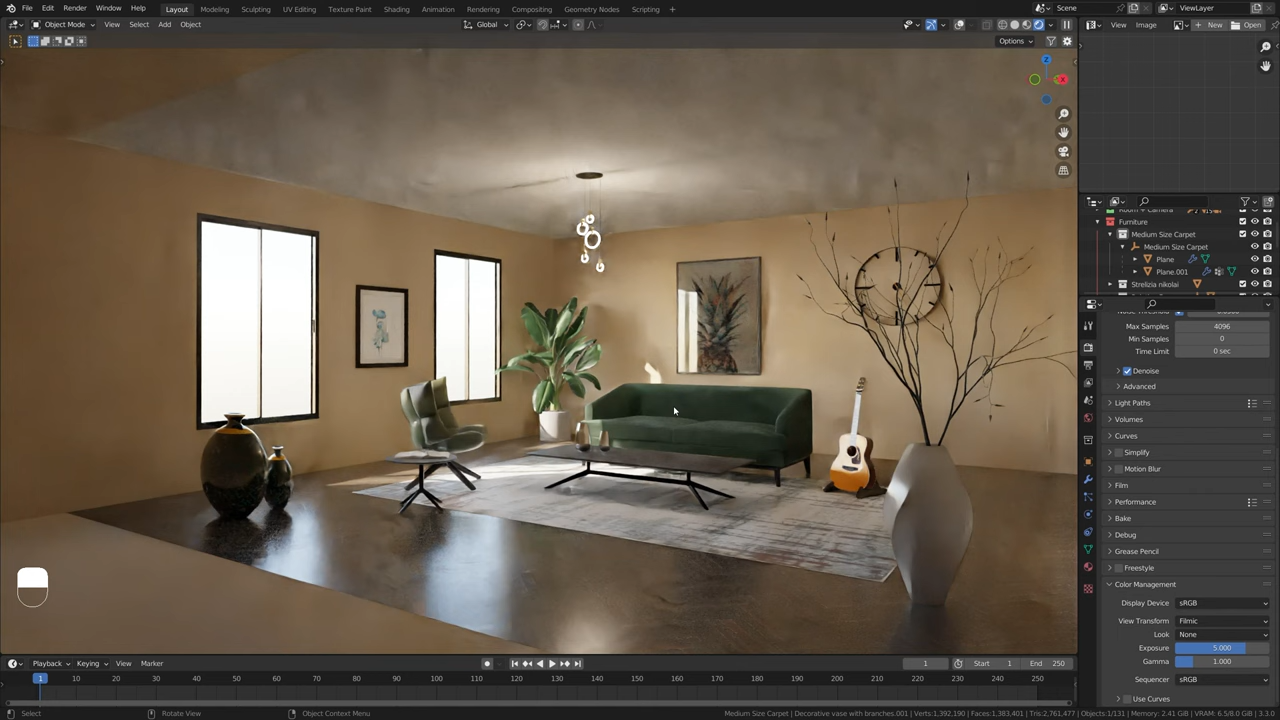 File Edit Render Window Help Layout Modeling Sculpting UV Editing Texture Paint Shading Animation Rendering Compositing Geometry Nodes Scripting + Scene ViewLayer
Object Mode View Select Add Object Global View Image New Open
Options
Furniture
Medium Size Carpet
Medium Size Carpet
Plane
Plane.001
Strelizia nikolai
Max Samples 4096
Min Samples 0
Time Limit 0 sec
Denoise
Advanced
Light Paths
Volumes
Curves
Simplify
Motion Blur
Film
Performance
Bake
Debug
Grease Pencil
Freestyle
Color Management
Display Device sRGB
View Transform Filmic
Look None
Exposure 5.000
Gamma 1.000
Sequencer sRGB
Use Curves
Playback Keying View Marker 1 Start 1 End 250
1 10 20 30 40 50 60 70 80 90 100 110 120 130 140 150 160 170 180 190 200 210 220 230 240 250
Select Rotate View Object Context Menu Medium Size Carpet | Decorative vase with branches.001 | Verts:1,392,190 | Faces:1,383,401 | Tris:2,761,477 | Objects:1/131 | Memory: 2.41 GiB | VRAM: 6.5/8.0 GiB | 3.3.0